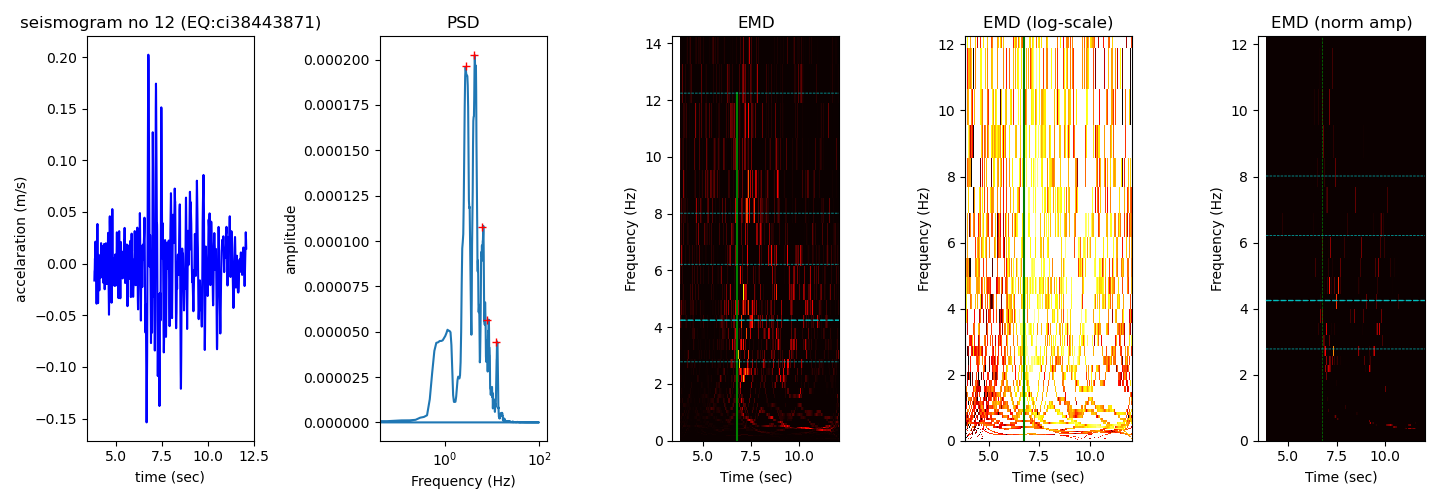 seismogram no 12 (EQ:ci38443871)
PSD
EMD
EMD (log-scale)
EMD (norm amp)
0.20
0.15
0.10
0.05
0.00
−0.05
−0.10
−0.15
accelaration (m/s)
5.0 7.5 10.0 12.5
time (sec)
0.000200
0.000175
0.000150
0.000125
0.000100
0.000075
0.000050
0.000025
0.000000
amplitude
10⁰ 10²
Frequency (Hz)
14
12
10
8
6
4
2
0
Frequency (Hz)
5.0 7.5 10.0
Time (sec)
12
10
8
6
4
2
0
Frequency (Hz)
5.0 7.5 10.0
Time (sec)
12
10
8
6
4
2
0
Frequency (Hz)
5.0 7.5 10.0
Time (sec)